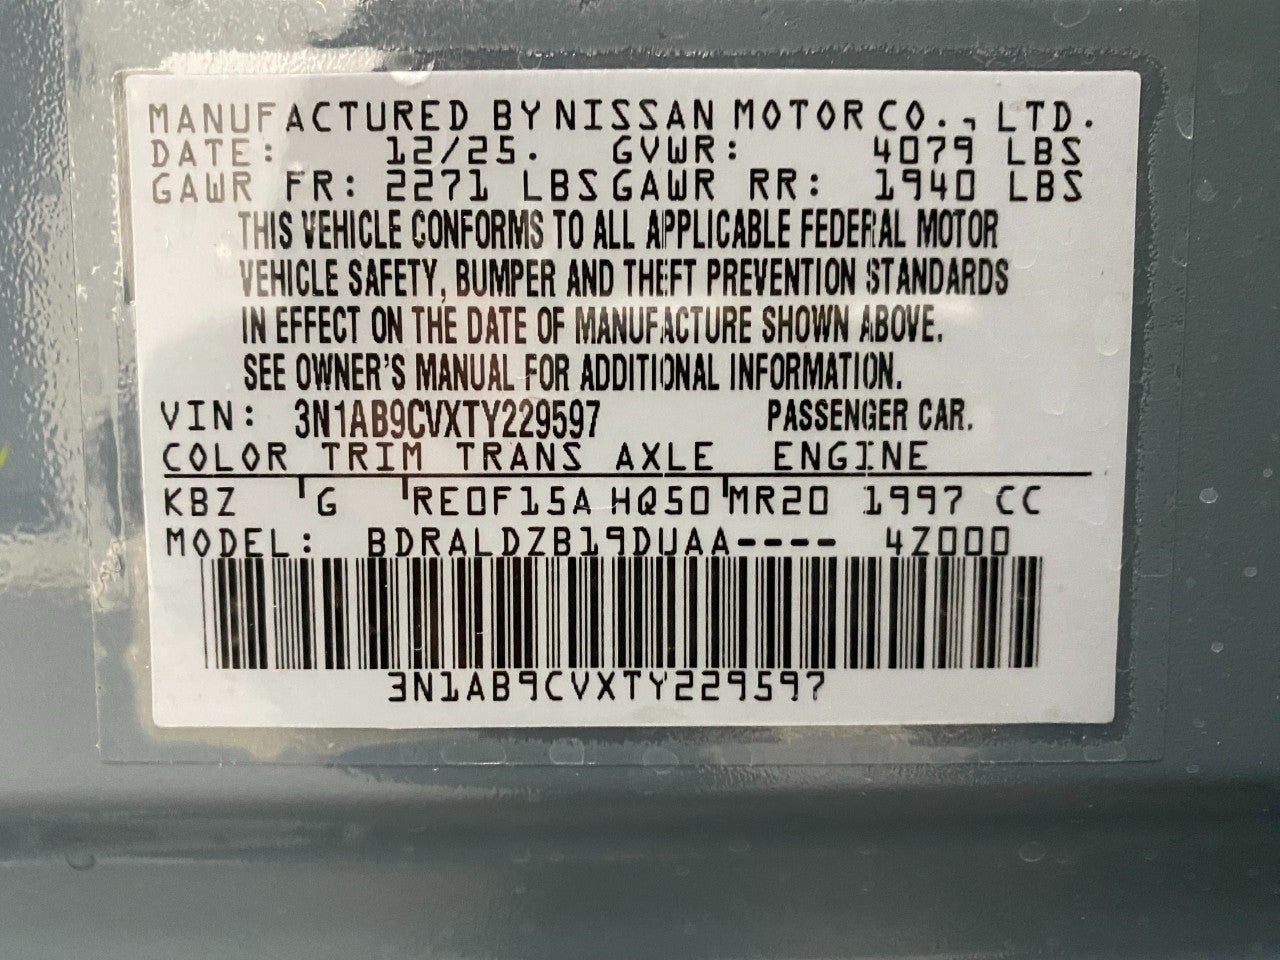 MANUFACTURED BY NISSAN MOTOR CO., LTD.
DATE: 12/25. GVWR: 4079 LBS
GAWR FR: 2271 LBS GAWR RR: 1940 LBS
THIS VEHICLE CONFORMS TO ALL APPLICABLE FEDERAL MOTOR
VEHICLE SAFETY, BUMPER AND THEFT PREVENTION STANDARDS
IN EFFECT ON THE DATE OF MANUFACTURE SHOWN ABOVE.
SEE OWNER'S MANUAL FOR ADDITIONAL INFORMATION.
VIN: 3N1AB9CVXTY229597 PASSENGER CAR.
COLOR TRIM TRANS AXLE ENGINE
KBZ G RE0F15A HQ50 MR20 1997 CC
MODEL: BDRALDZB19DUAA---- 4Z000
3N1AB9CVXTY229597